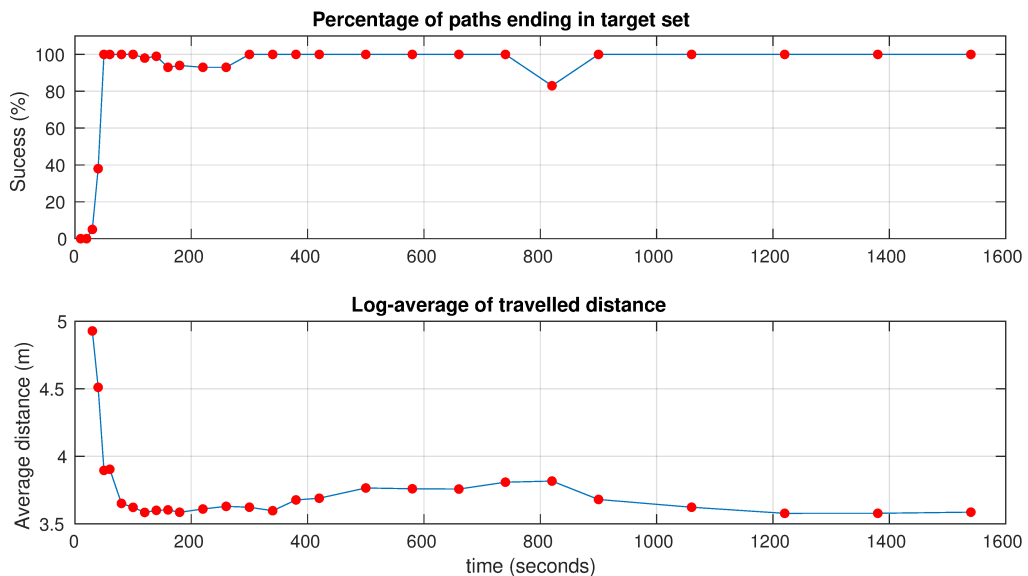 Percentage of paths ending in target set
100
80
60
40
20
0
Sucess (%)
0 200 400 600 800 1000 1200 1400 1600
Log-average of travelled distance
5
4.5
4
3.5
Average distance (m)
0 200 400 600 800 1000 1200 1400 1600
time (seconds)